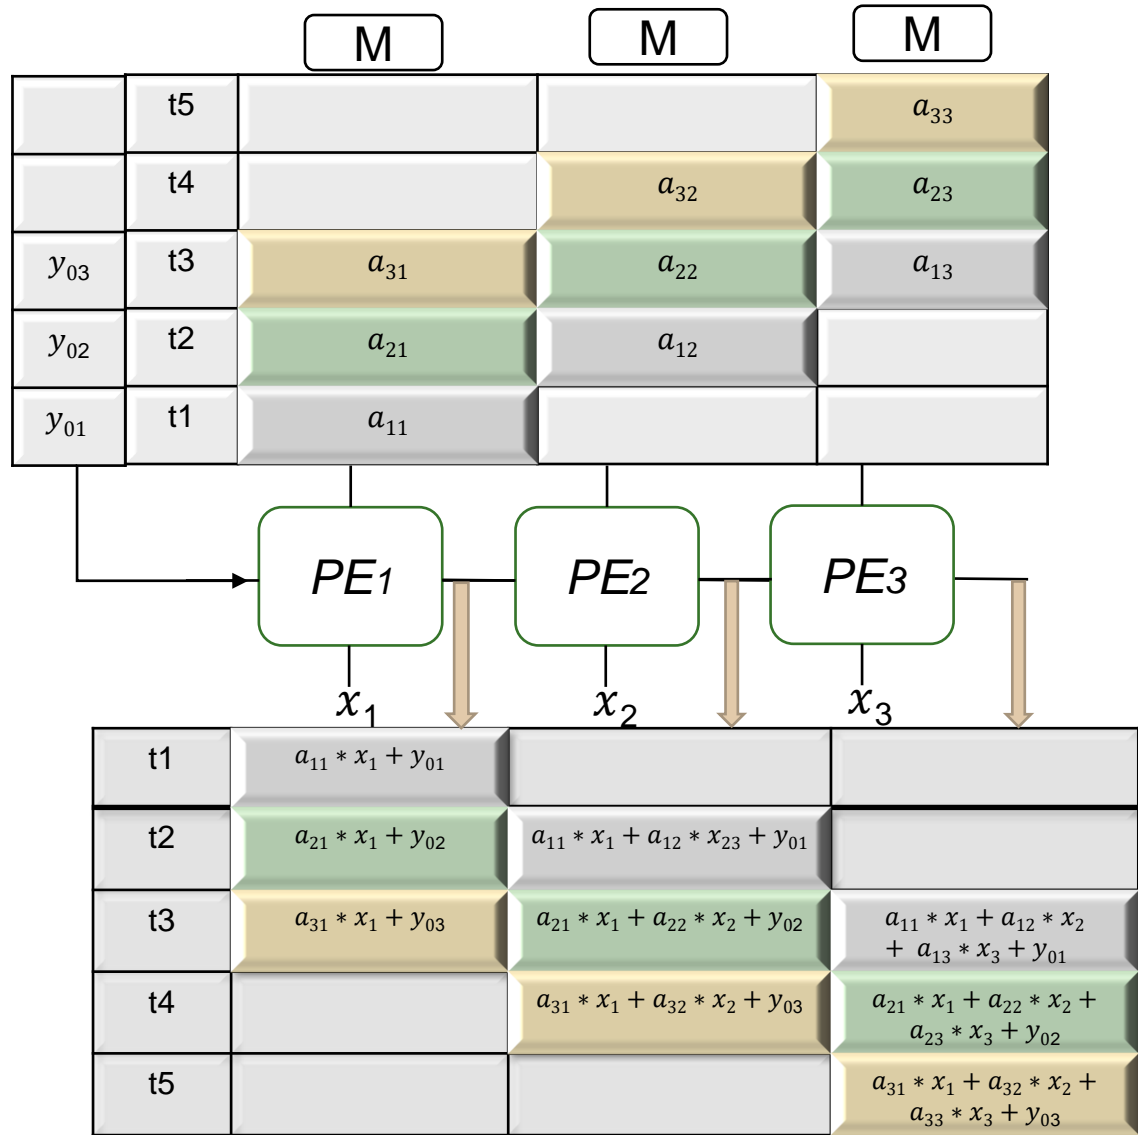 M M M
t5 a₃₃
t4 a₃₂ a₂₃
y₀₃ t3 a₃₁ a₂₂ a₁₃
y₀₂ t2 a₂₁ a₁₂
y₀₁ t1 a₁₁
PE1 PE2 PE3
x₁ x₂ x₃
t1 a₁₁ ∗ x₁ + y₀₁
t2 a₂₁ ∗ x₁ + y₀₂ a₁₁ ∗ x₁ + a₁₂ ∗ x₂₃ + y₀₁
t3 a₃₁ ∗ x₁ + y₀₃ a₂₁ ∗ x₁ + a₂₂ ∗ x₂ + y₀₂ a₁₁ ∗ x₁ + a₁₂ ∗ x₂
+ a₁₃ ∗ x₃ + y₀₁
t4 a₃₁ ∗ x₁ + a₃₂ ∗ x₂ + y₀₃ a₂₁ ∗ x₁ + a₂₂ ∗ x₂ +
a₂₃ ∗ x₃ + y₀₂
t5 a₃₁ ∗ x₁ + a₃₂ ∗ x₂ +
a₃₃ ∗ x₃ + y₀₃